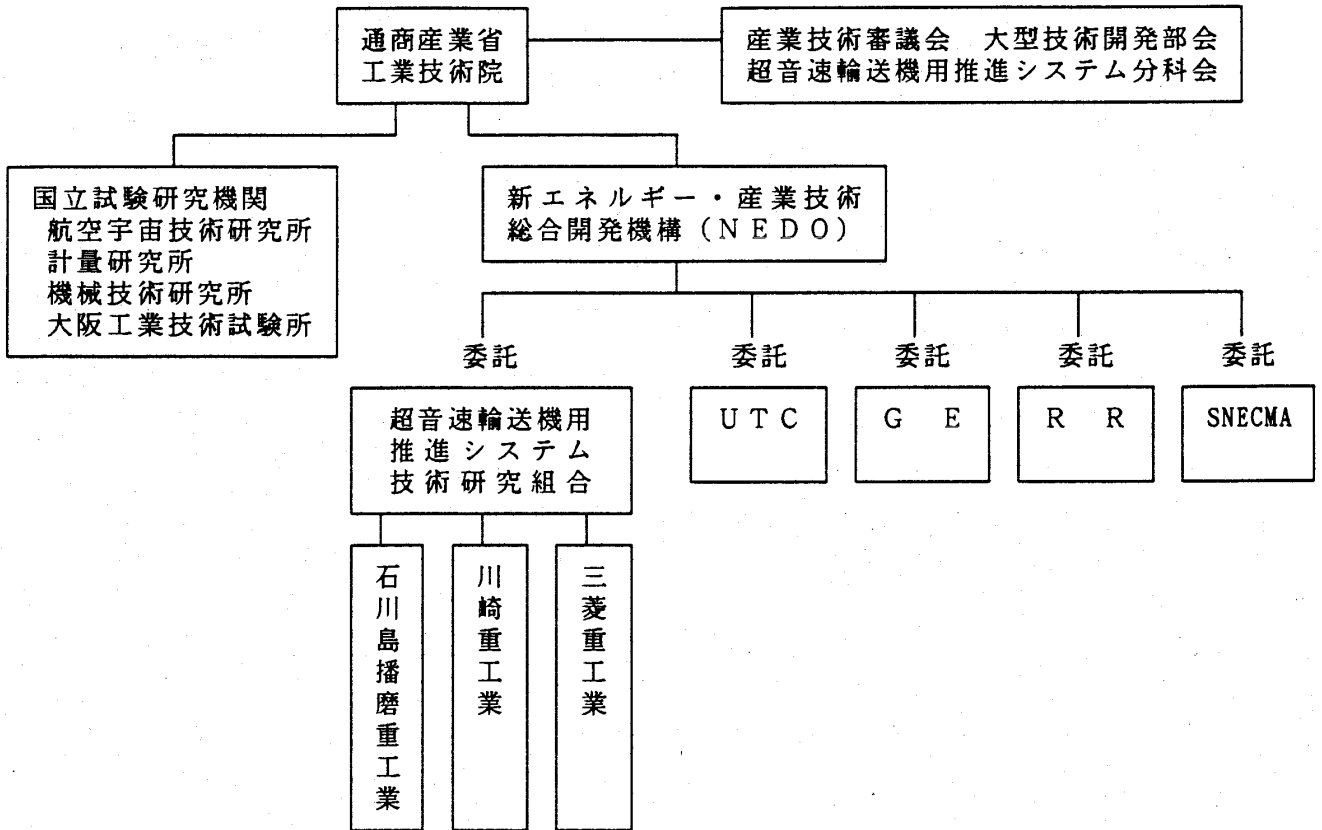 通商産業省
工業技術院
産業技術審議会　大型技術開発部会
超音速輸送機用推進システム分科会
国立試験研究機関
航空宇宙技術研究所
計量研究所
機械技術研究所
大阪工業技術試験所
新エネルギー・産業技術
総合開発機構（ＮＥＤＯ）
委託
委託
委託
委託
委託
超音速輸送機用
推進システム
技術研究組合
ＵＴＣ
Ｇ　Ｅ
Ｒ　Ｒ
SNECMA
石川島播磨重工業
川崎重工業
三菱重工業